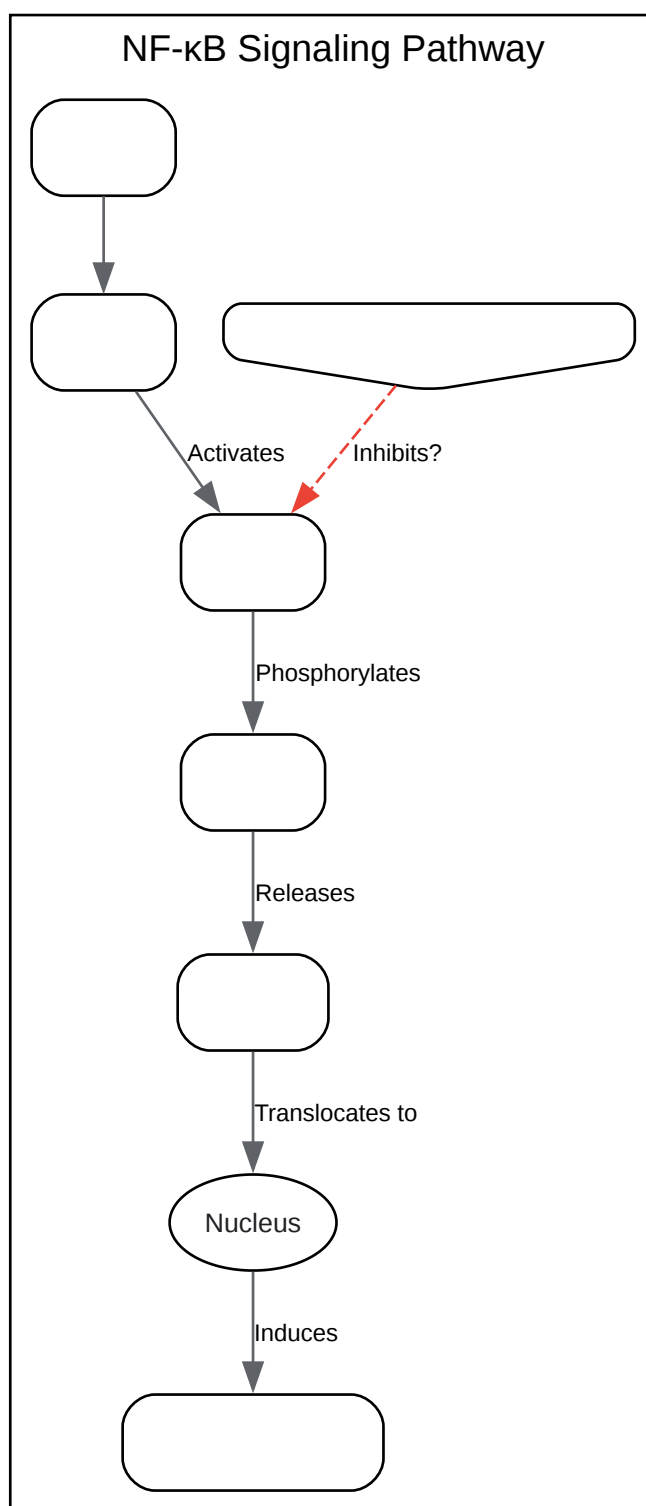 NF-κB Signaling Pathway
Activates
Inhibits?
Phosphorylates
Releases
Translocates to
Nucleus
Induces